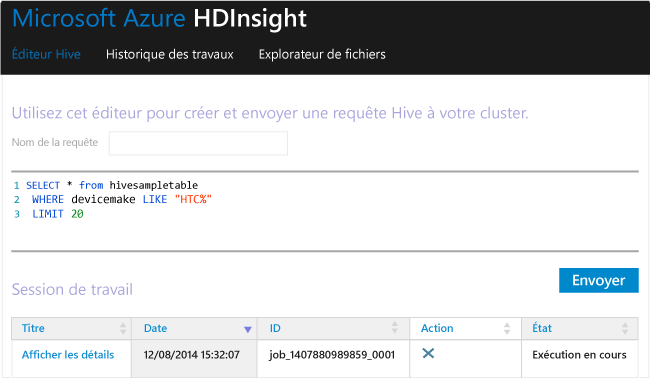 Microsoft Azure HDInsight
Éditeur Hive Historique des travaux Explorateur de fichiers
Utilisez cet éditeur pour créer et envoyer une requête Hive à votre cluster.
Nom de la requête
1 SELECT * from hivesampletable
2 WHERE devicemake LIKE "HTC%"
3 LIMIT 20
Envoyer
Session de travail
Titre Date ID Action État
Afficher les détails 12/08/2014 15:32:07 job_1407880989859_0001 Exécution en cours